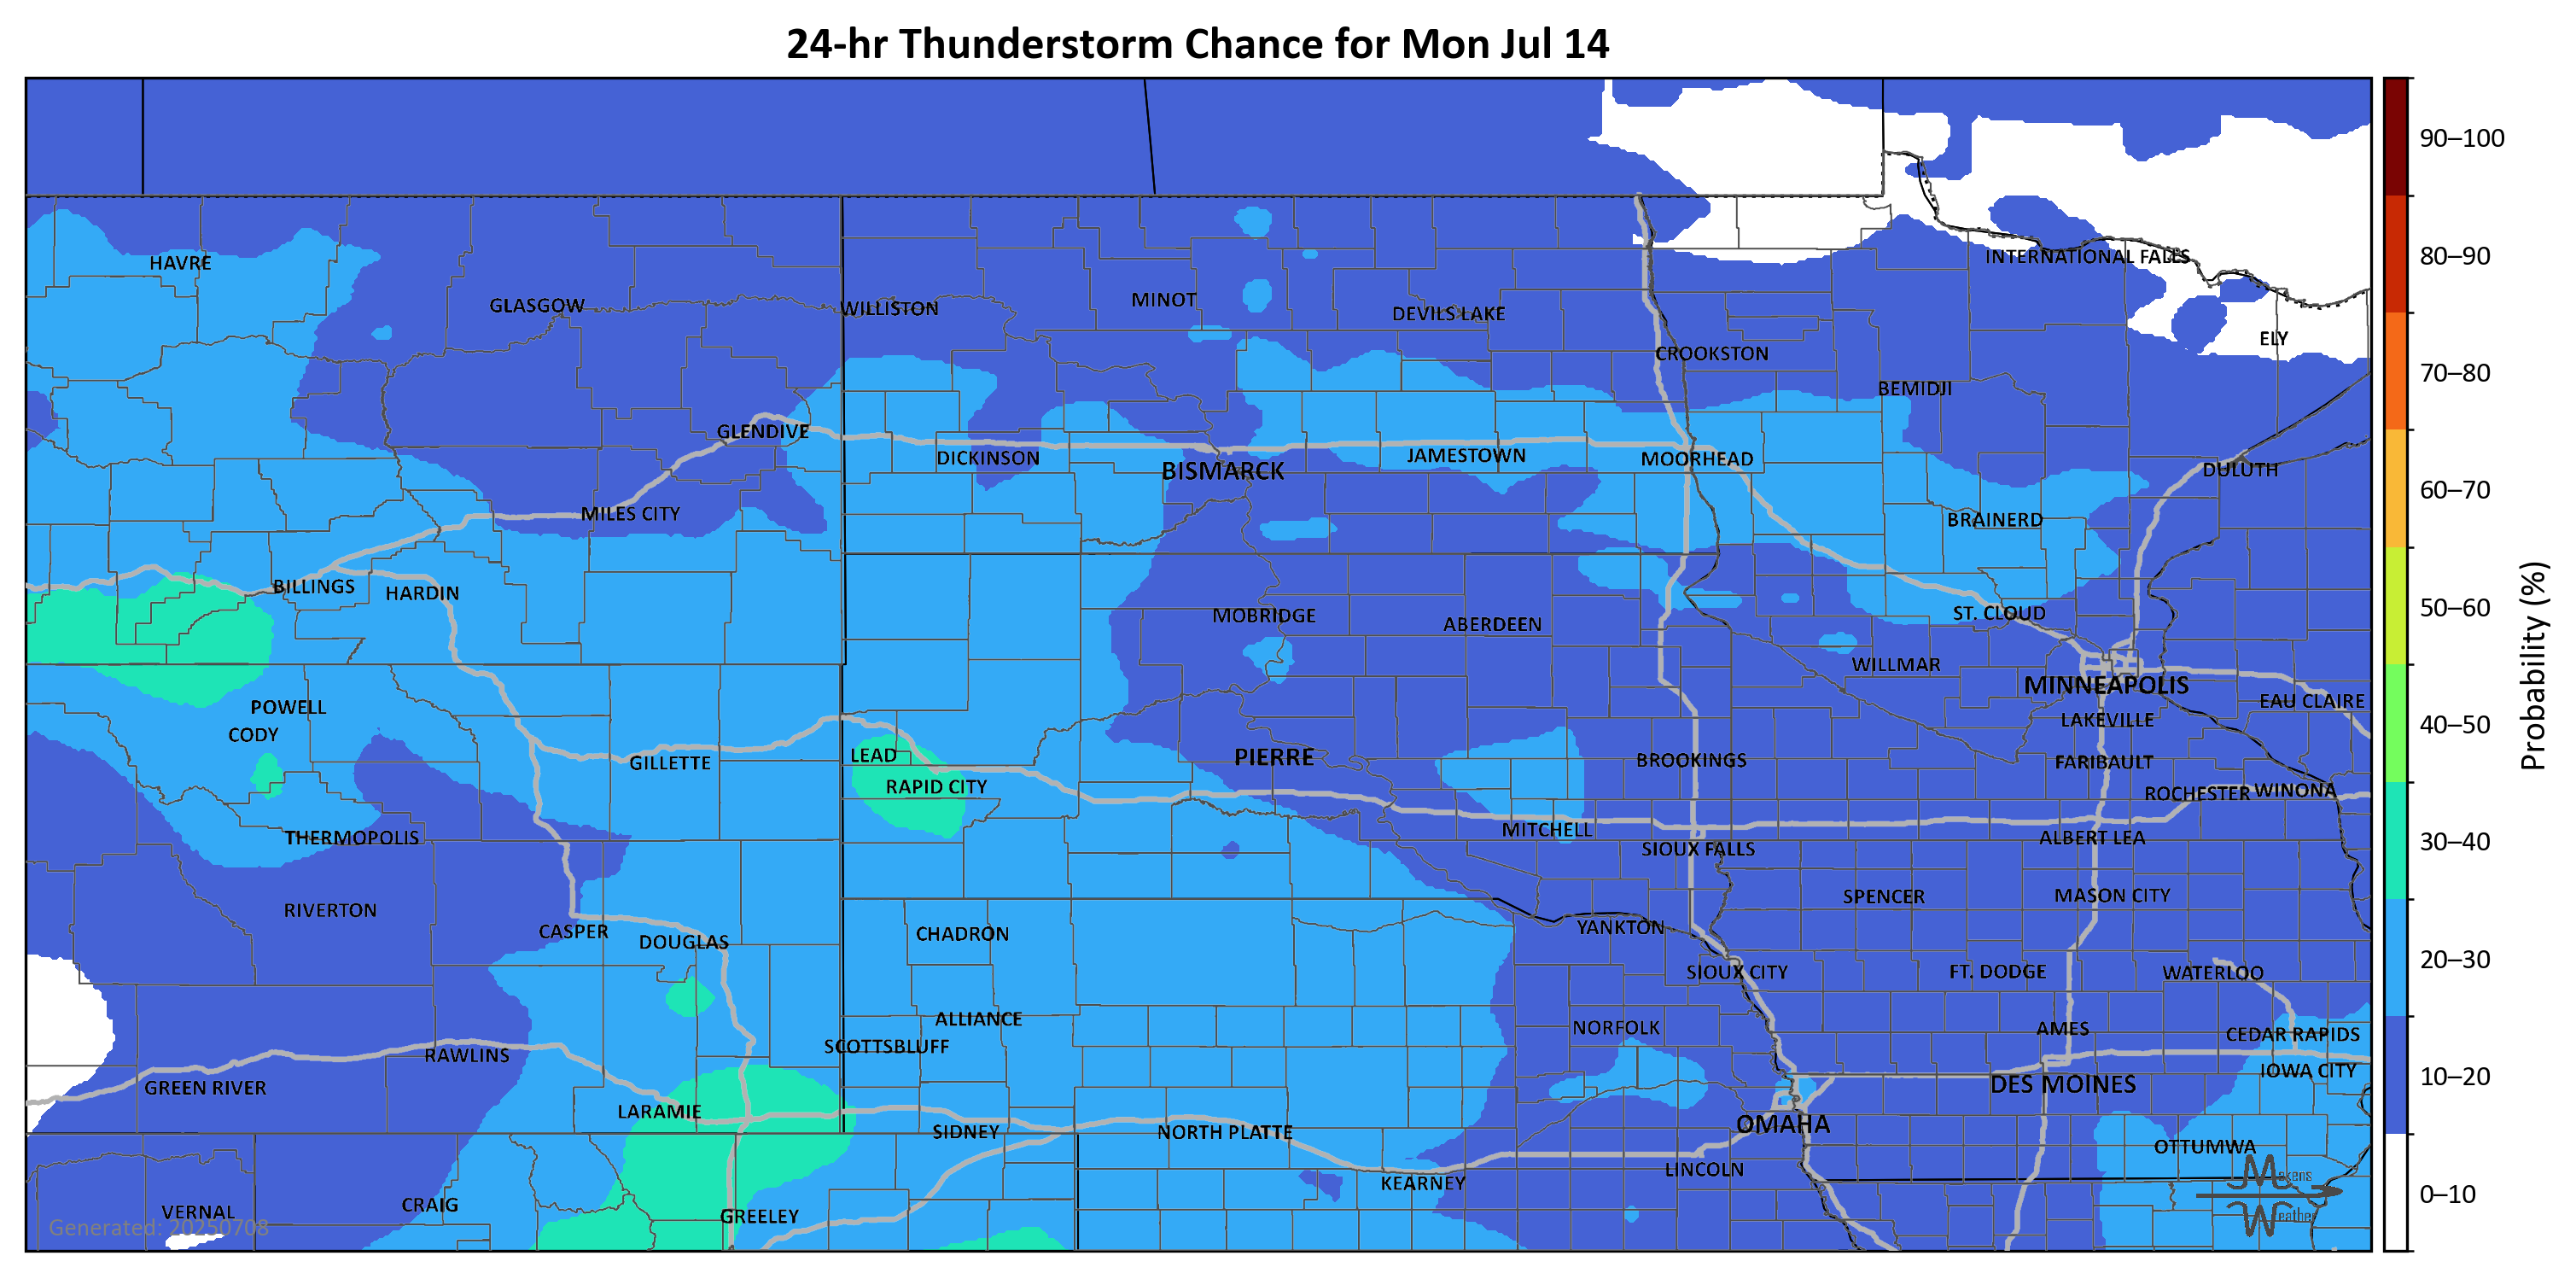 24-hr Thunderstorm Chance for Mon Jul 14
90–100
80–90
70–80
60–70
50–60
40–50
30–40
20–30
10–20
0–10
Probability (%)
HAVRE
INTERNATIONAL FALLS
GLASGOW
WILLISTON
MINOT
DEVILS LAKE
ELY
CROOKSTON
BEMIDJI
GLENDIVE
DICKINSON
BISMARCK
JAMESTOWN
MOORHEAD
DULUTH
MILES CITY
BRAINERD
BILLINGS
HARDIN
MOBRIDGE
ABERDEEN
ST. CLOUD
WILLMAR
MINNEAPOLIS
EAU CLAIRE
POWELL
LAKEVILLE
CODY
GILLETTE
LEAD
PIERRE
BROOKINGS
FARIBAULT
RAPID CITY
ROCHESTER
WINONA
THERMOPOLIS
MITCHELL
ALBERT LEA
SIOUX FALLS
RIVERTON
SPENCER
MASON CITY
CASPER
DOUGLAS
CHADRON
YANKTON
SIOUX CITY
FT. DODGE
WATERLOO
ALLIANCE
NORFOLK
AMES
CEDAR RAPIDS
SCOTTSBLUFF
RAWLINS
GREEN RIVER
IOWA CITY
DES MOINES
LARAMIE
OMAHA
SIDNEY
NORTH PLATTE
OTTUMWA
LINCOLN
KEARNEY
CRAIG
VERNAL
GREELEY
Generated: 20250708
Makens
Weather